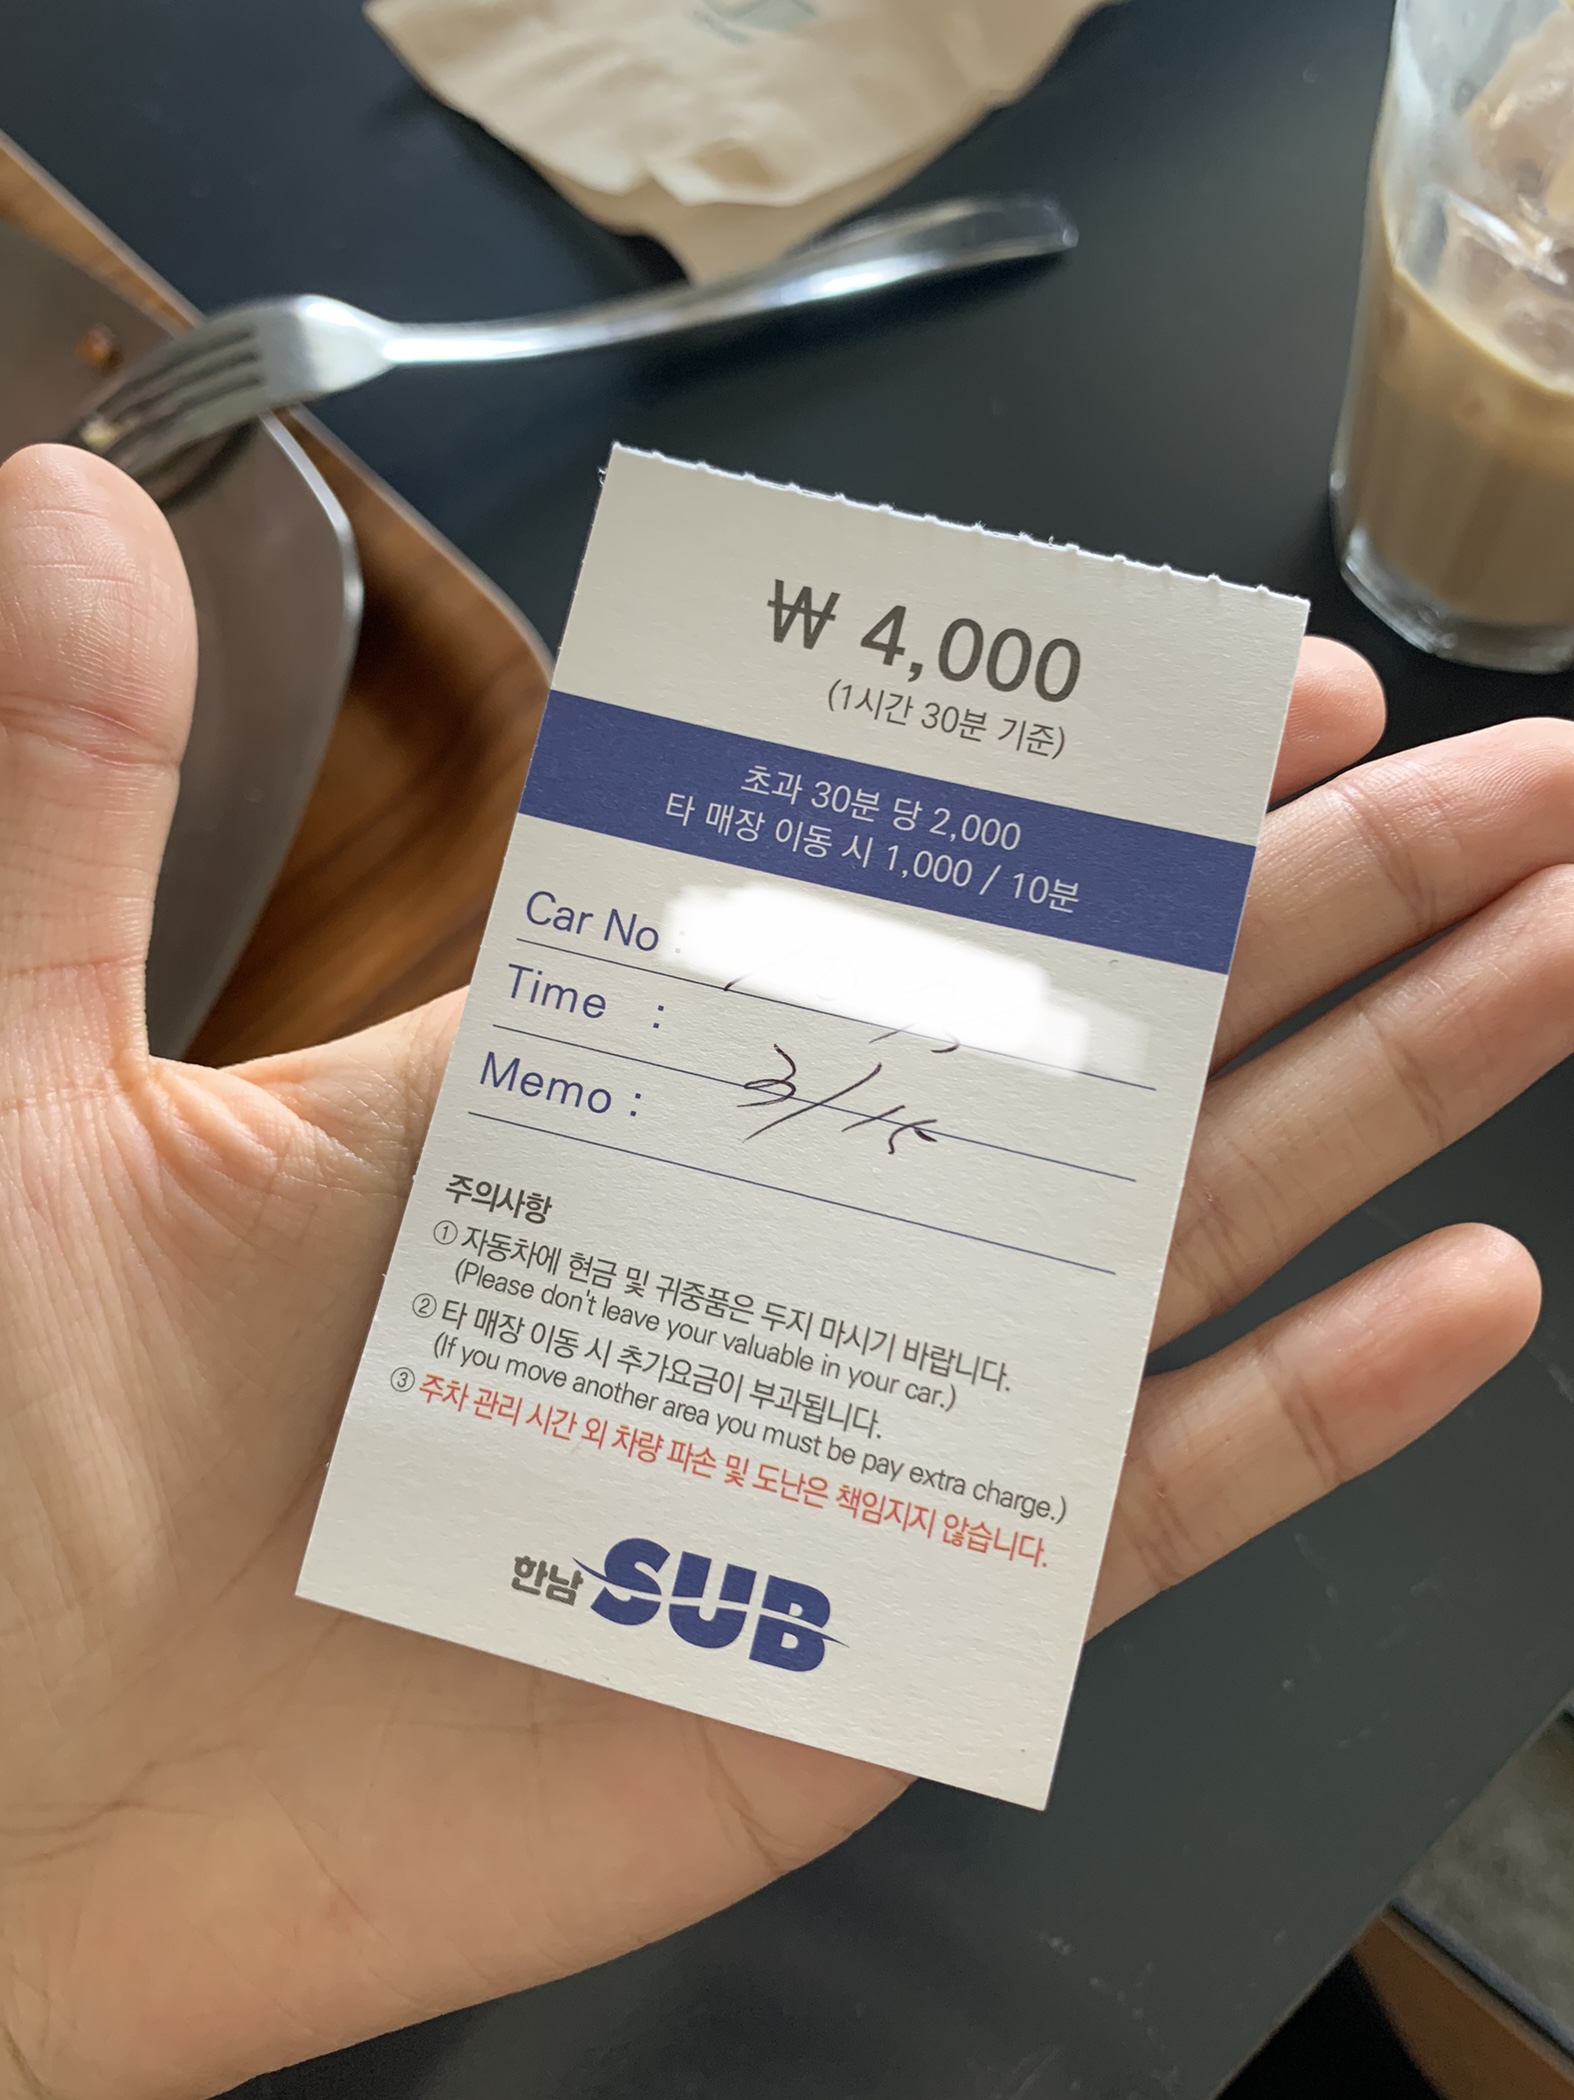 ₩ 4,000
(1시간 30분 기준)
초과 30분 당 2,000
타 매장 이동 시 1,000 / 10분
Car No :
Time :
3/15
Memo :
주의사항
① 자동차에 현금 및 귀중품은 두지 마시기 바랍니다.
(Please don't leave your valuable in your car.)
② 타 매장 이동 시 추가요금이 부과됩니다.
(If you move another area you must be pay extra charge.)
③ 주차 관리 시간 외 차량 파손 및 도난은 책임지지 않습니다.
한남 SUB